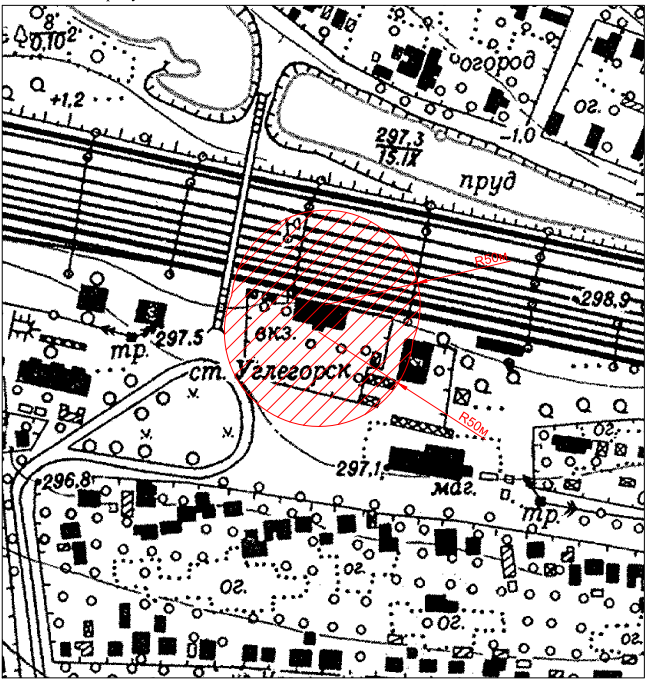 8
0.10 2
огород
+1,2
ог.
297,3
15.IX
-1,0
пруд
R50м
298,9
3
297.5
тр.
вкз.
ст. Углегорск
R50м
297,1
маг.
ог.
296.8
тр.
ог.
ог.
ог.
ог.